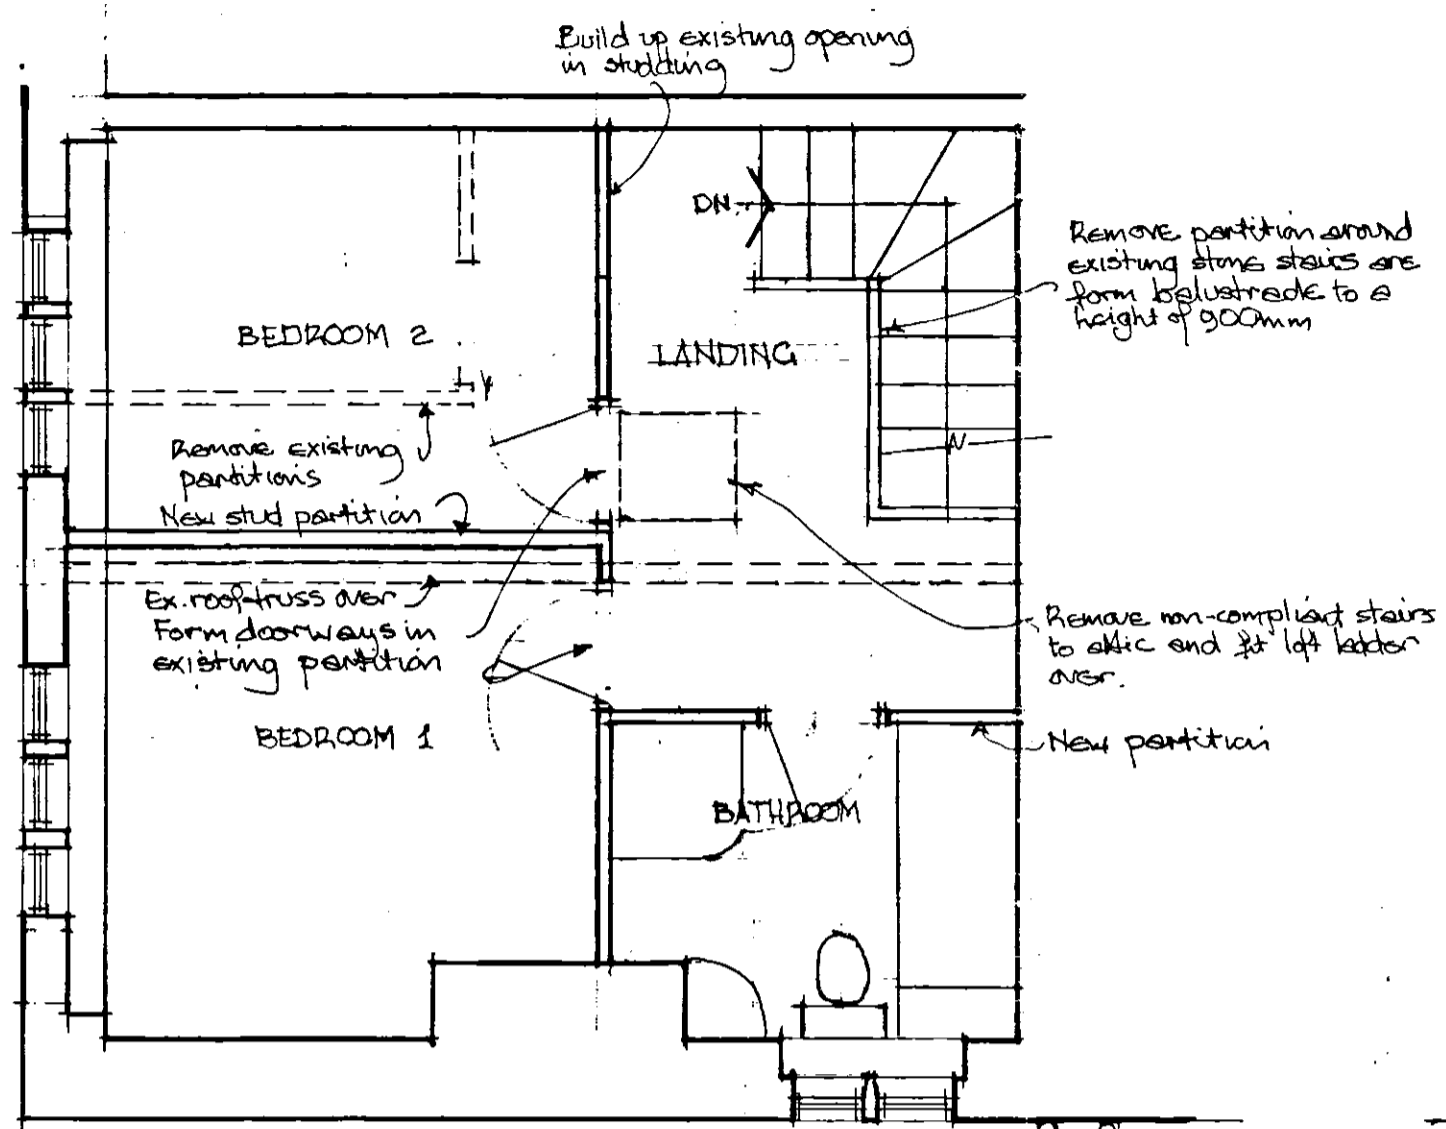 Build up existing opening
in studding
DN.
Remove partition around
existing stone stairs are
form balustrade to a
height of 900mm
BEDROOM 2
LANDING
Remove existing
partitions
New stud partition
Ex. roof truss over
Form doorways in
existing partition
Remove non-compliant stairs
to attic and fit loft ladder
over.
BEDROOM 1
New partition
BATHROOM